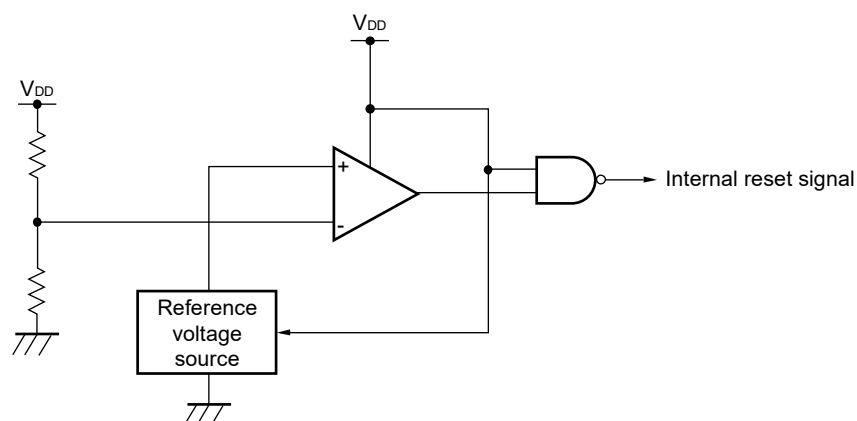 VDD
VDD
+
-
Internal reset signal
Reference
voltage
source